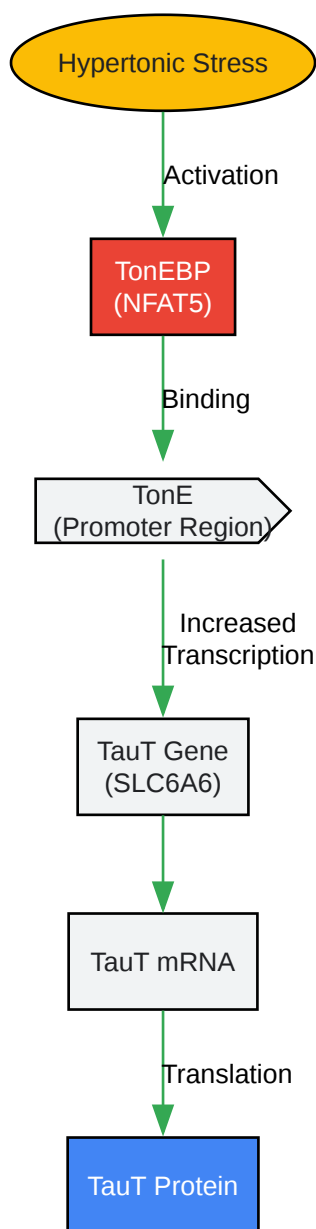 Hypertonic Stress
Activation
TonEBP
(NFAT5)
Binding
TonE
(Promoter Region)
Increased
Transcription
TauT Gene
(SLC6A6)
TauT mRNA
Translation
TauT Protein